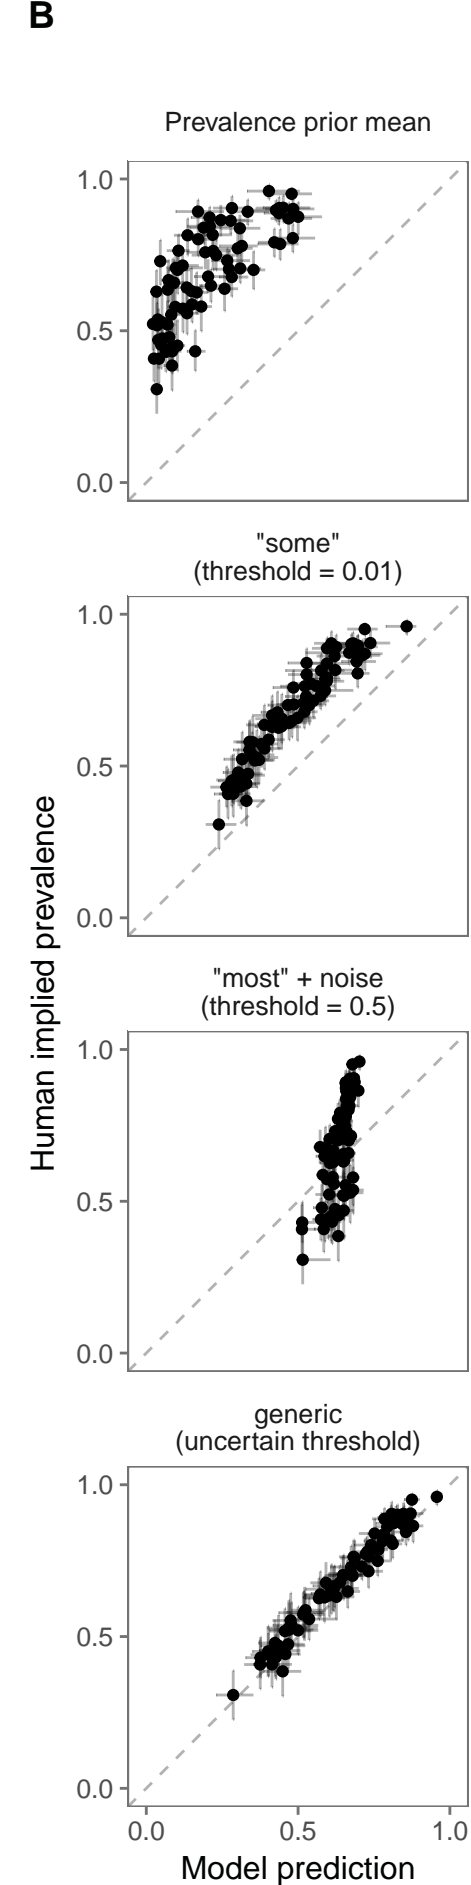 B
Prevalence prior mean
1.0
0.5
0.0
"some"
(threshold = 0.01)
1.0
0.5
0.0
Human implied prevalence
"most" + noise
(threshold = 0.5)
1.0
0.5
0.0
generic
(uncertain threshold)
1.0
0.5
0.0
0.0 0.5 1.0
Model prediction